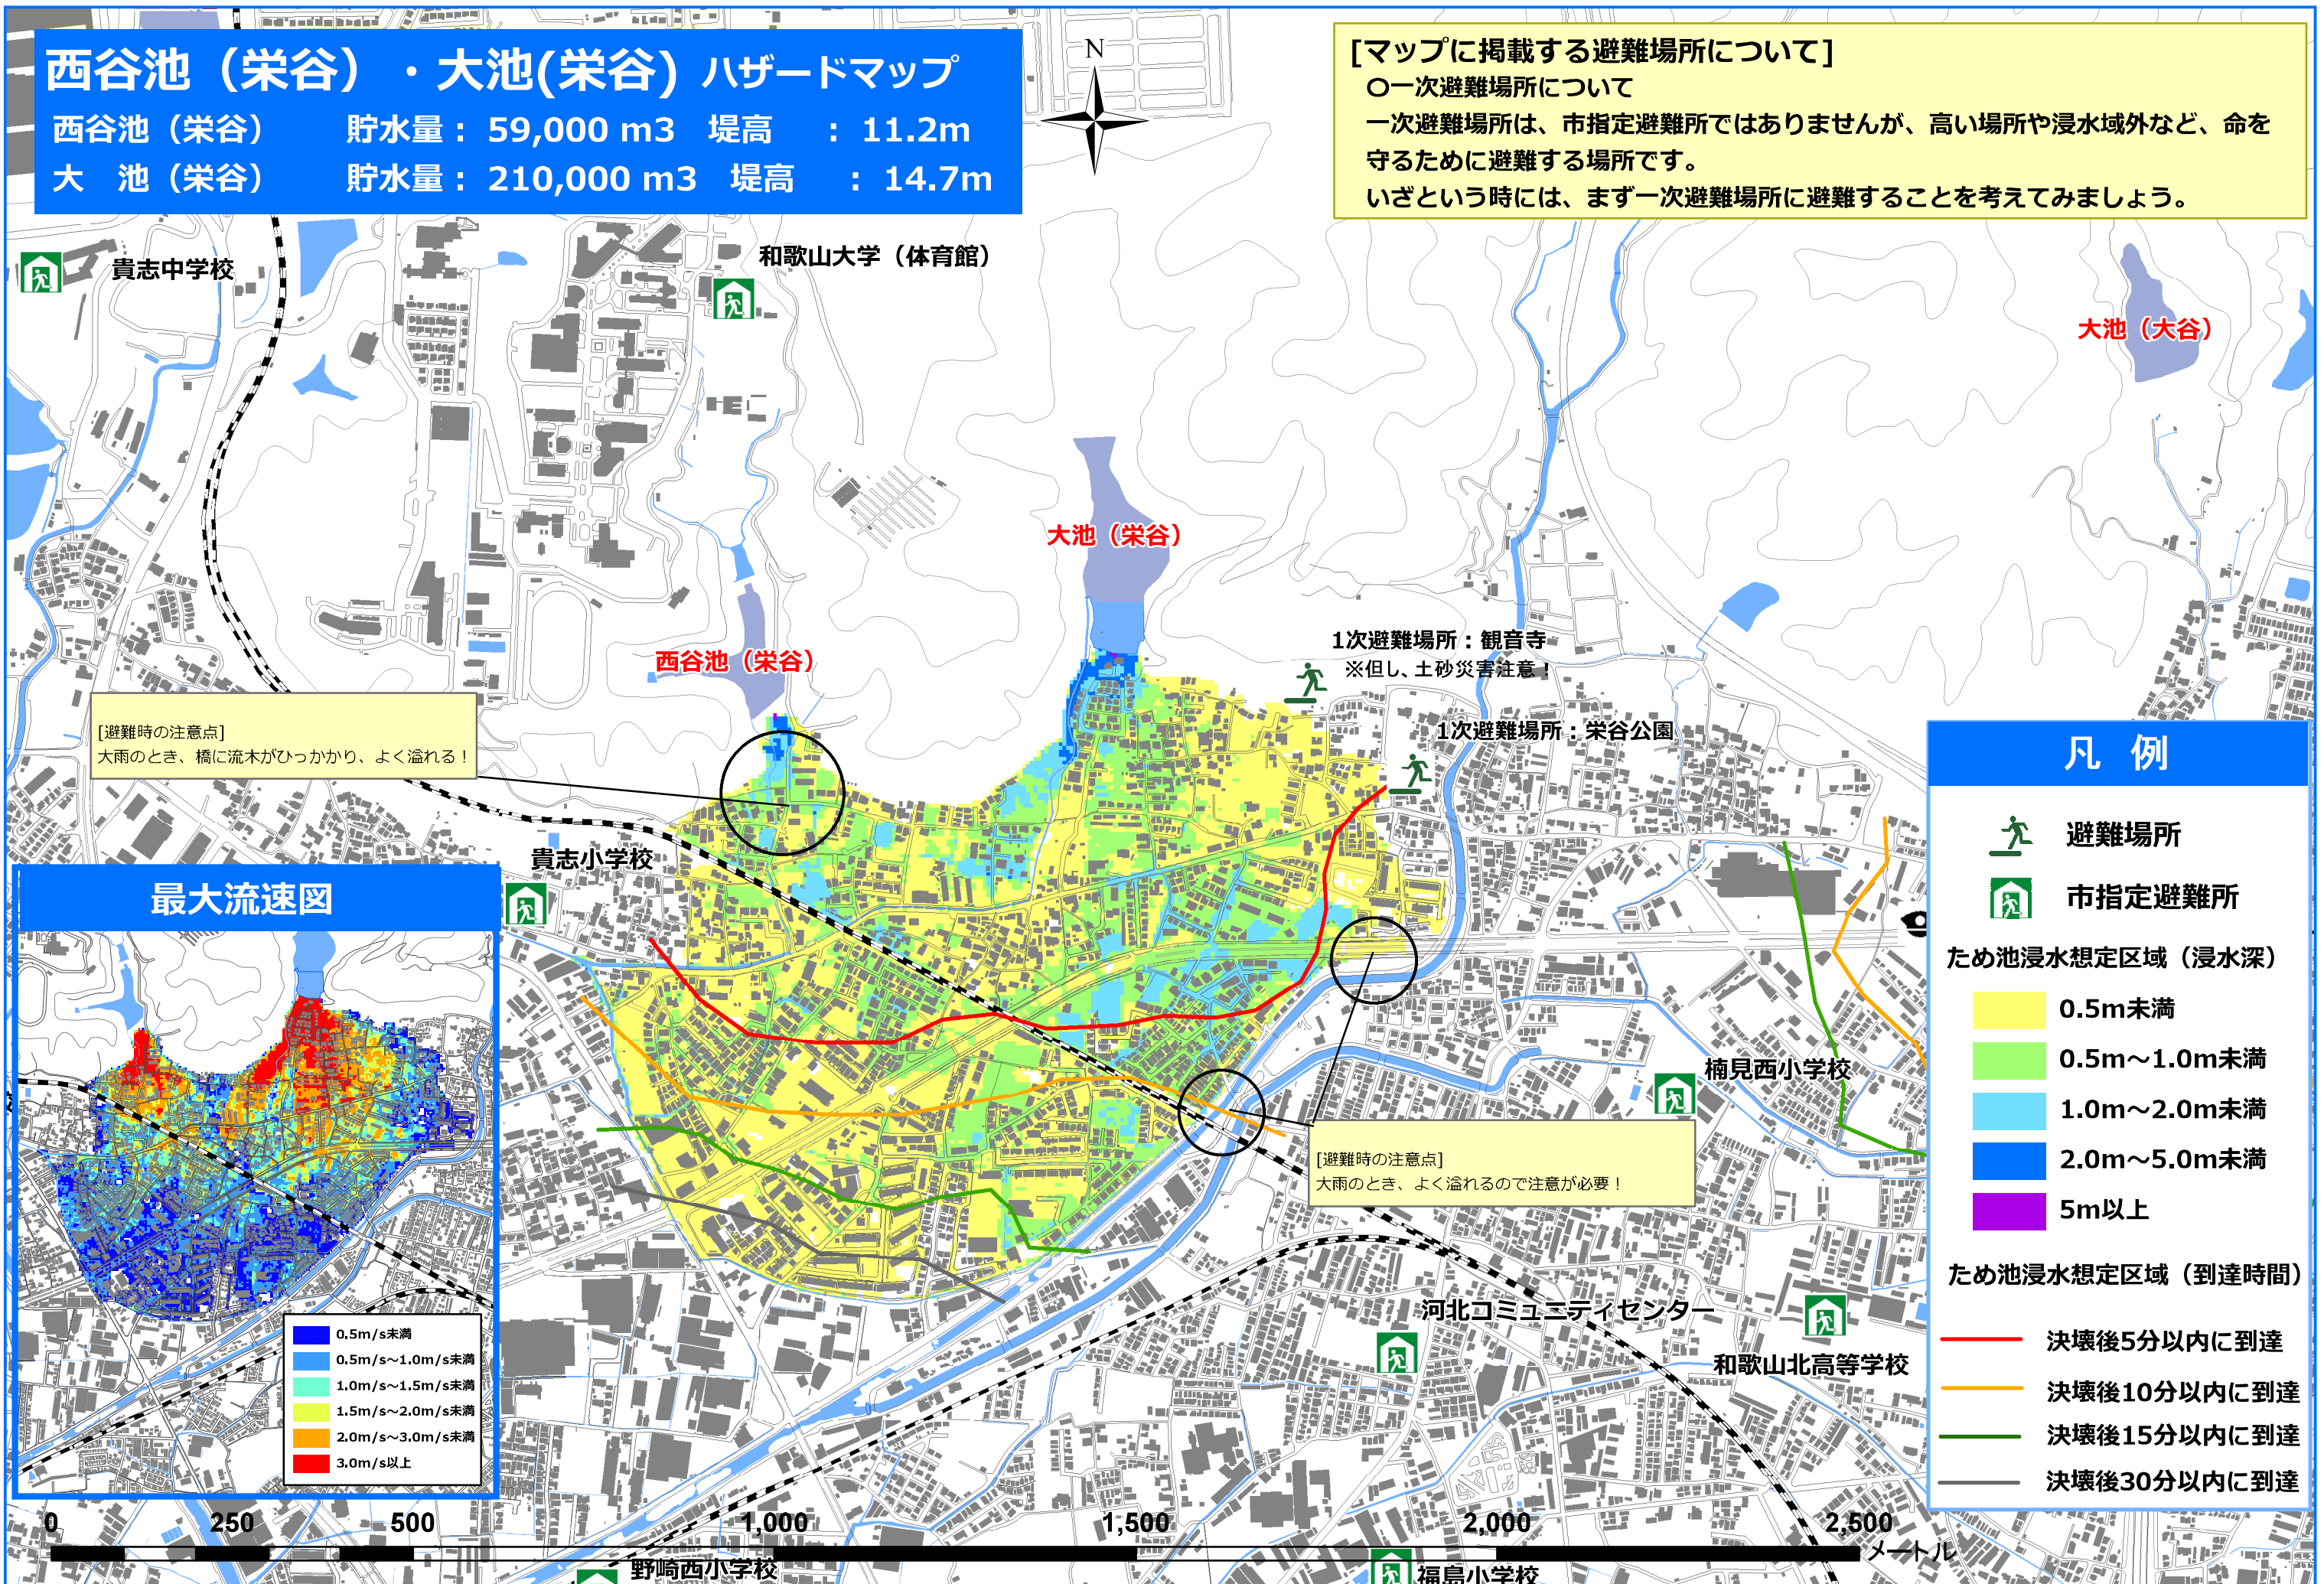 西谷池（栄谷）・大池(栄谷) ハザードマップ
西谷池（栄谷） 貯水量： 59,000 m3 堤高 ： 11.2m
大 池（栄谷） 貯水量： 210,000 m3 堤高 ： 14.7m
N
[マップに掲載する避難場所について]
〇一次避難場所について
一次避難場所は、市指定避難所ではありませんが、高い場所や浸水域外など、命を
守るために避難する場所です。
いざという時には、まず一次避難場所に避難することを考えてみましょう。
貴志中学校
和歌山大学（体育館）
大池（大谷）
大池（栄谷）
西谷池（栄谷）
1次避難場所：観音寺
※但し、土砂災害注意！
1次避難場所：栄谷公園
[避難時の注意点]
大雨のとき、橋に流木がひっかかり、よく溢れる！
貴志小学校
楠見西小学校
[避難時の注意点]
大雨のとき、よく溢れるので注意が必要！
河北コミュニティセンター
和歌山北高等学校
野崎西小学校
福島小学校
最大流速図
0.5m/s未満
0.5m/s～1.0m/s未満
1.0m/s～1.5m/s未満
1.5m/s～2.0m/s未満
2.0m/s～3.0m/s未満
3.0m/s以上
凡 例
避難場所
市指定避難所
ため池浸水想定区域（浸水深）
0.5m未満
0.5m～1.0m未満
1.0m～2.0m未満
2.0m～5.0m未満
5m以上
ため池浸水想定区域（到達時間）
決壊後5分以内に到達
決壊後10分以内に到達
決壊後15分以内に到達
決壊後30分以内に到達
0 250 500 1,000 1,500 2,000 2,500
メートル